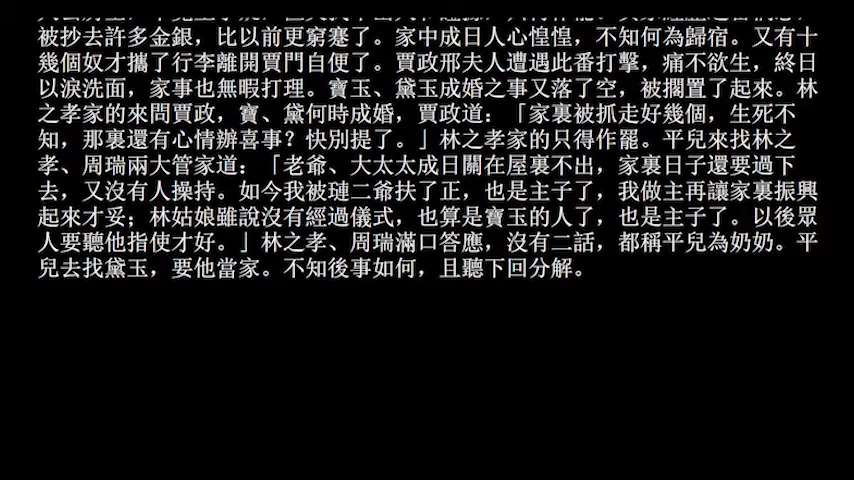 被抄去許多金銀，比以前更窮蹇了。家中成日人心惶惶，不知何為歸宿。又有十
幾個奴才攜了行李離開賈門自便了。賈政邢夫人遭遇此番打擊，痛不欲生，終日
以淚洗面，家事也無暇打理。寶玉、黛玉成婚之事又落了空，被擱置了起來。林
之孝家的來問賈政，寶、黛何時成婚，賈政道：「家裏被抓走好幾個，生死不
知，那裏還有心情辦喜事？快別提了。」林之孝家的只得作罷。平兒來找林之
孝、周瑞兩大管家道：「老爺、大太太成日關在屋裏不出，家裏日子還要過下
去，又沒有人操持。如今我被璉二爺扶了正，也是主子了，我做主再讓家裏振興
起來才妥；林姑娘雖說沒有經過儀式，也算是寶玉的人了，也是主子了。以後眾
人要聽他指使才好。」林之孝、周瑞滿口答應，沒有二話，都稱平兒為奶奶。平
兒去找黛玉，要他當家。不知後事如何，且聽下回分解。